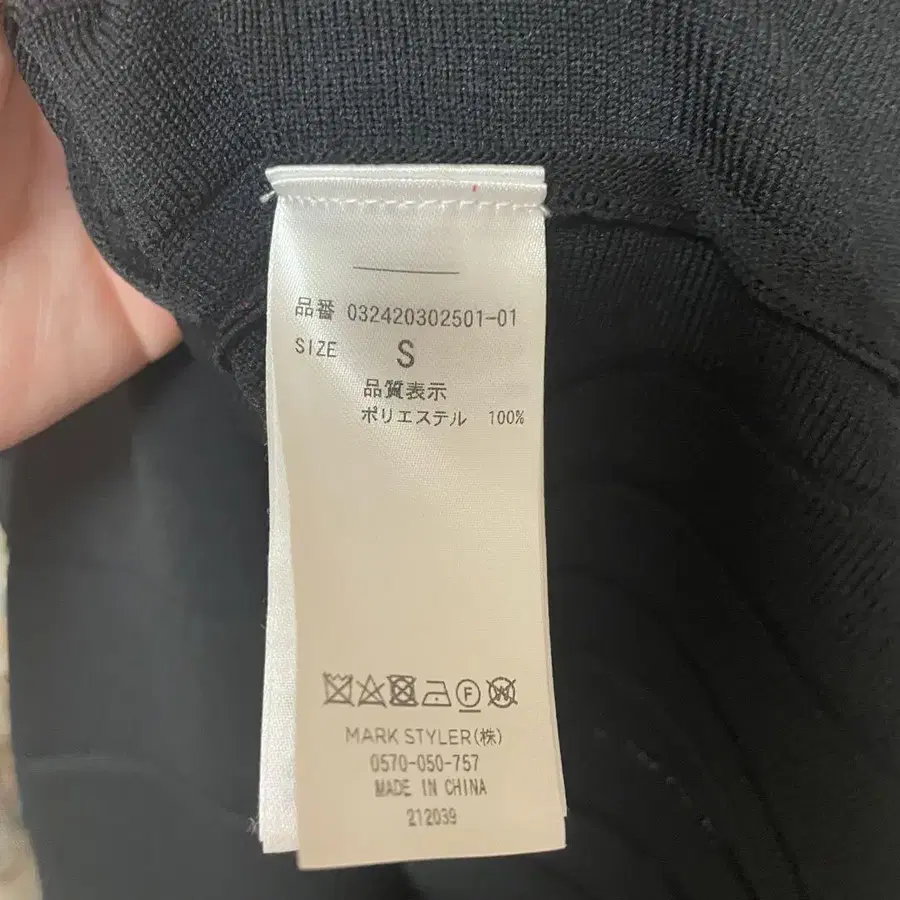 品番 032420302501-01
SIZE S
品質表示
ポリエステル 100%
F W
MARK STYLER(株)
0570-050-757
MADE IN CHINA
212039